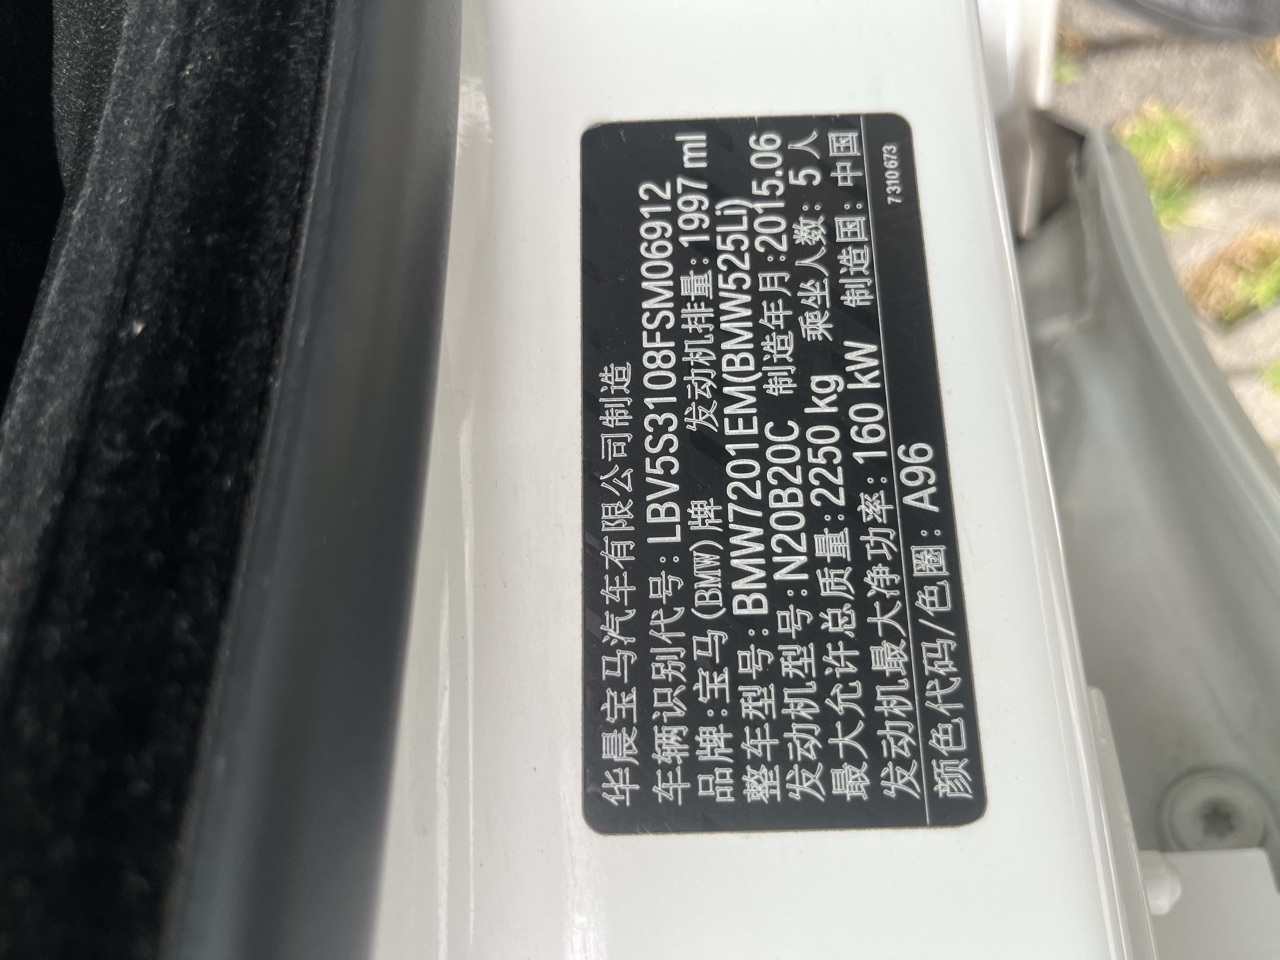 华晨宝马汽车有限公司制造
车辆识别代号:LBV5S3108FSM06912
品牌:宝马(BMW)牌 发动机排量:1997 ml
整车型号:BMW7201EM(BMW525Li)
发动机型号:N20B20C 制造年月:2015.06
最大允许总质量:2250 kg 乘坐人数:5人
发动机最大净功率:160 kW 制造国:中国
颜色代码/色圈:A96
7 310 673